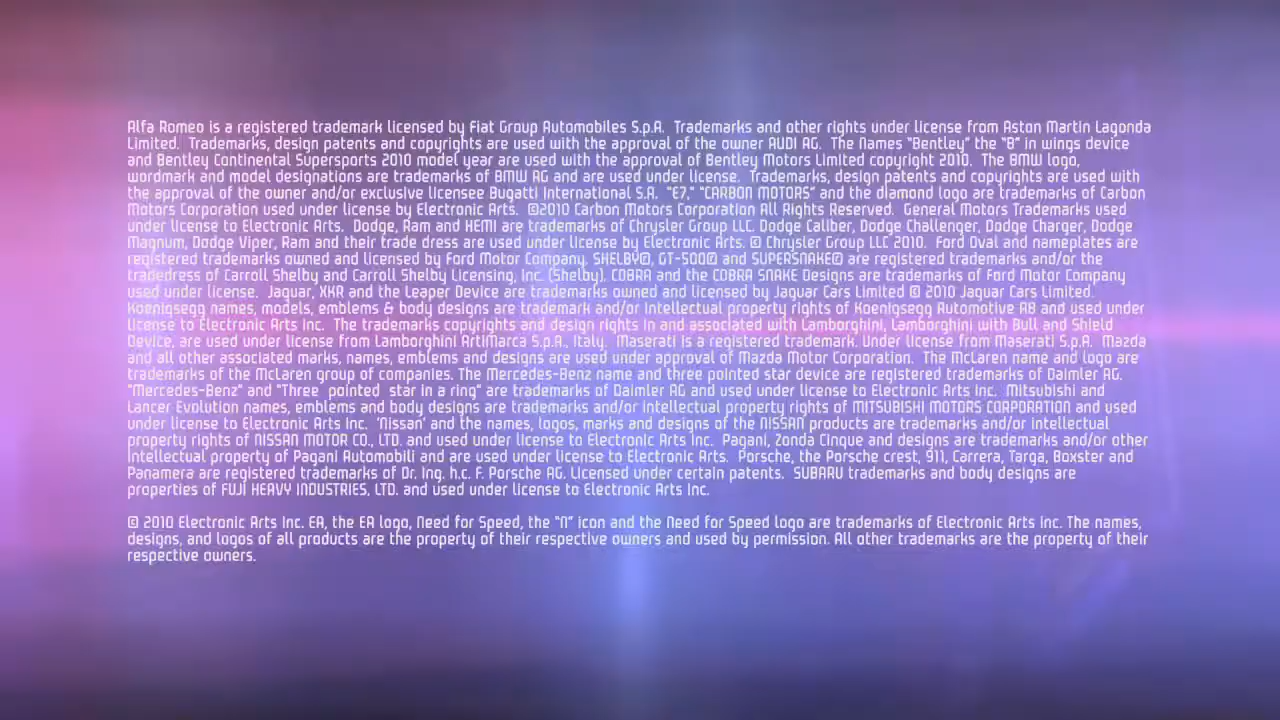 Alfa Romeo is a registered trademark licensed by Fiat Group Automobiles S.p.A.  Trademarks and other rights under license from Aston Martin Lagonda
Limited.  Trademarks, design patents and copyrights are used with the approval of the owner AUDI AG.  The Names "Bentley" the "B" in wings device
and Bentley Continental Supersports 2010 model year are used with the approval of Bentley Motors Limited copyright 2010.  The BMW logo,
wordmark and model designations are trademarks of BMW AG and are used under license.  Trademarks, design patents and copyrights are used with
the approval of the owner and/or exclusive licensee Bugatti International S.A.  "E7," "CARBON MOTORS" and the diamond logo are trademarks of Carbon
Motors Corporation used under license by Electronic Arts.  ©2010 Carbon Motors Corporation All Rights Reserved.  General Motors Trademarks used
under license to Electronic Arts.  Dodge, Ram and HEMI are trademarks of Chrysler Group LLC. Dodge Caliber, Dodge Challenger, Dodge Charger, Dodge
Magnum, Dodge Viper, Ram and their trade dress are used under license by Electronic Arts. © Chrysler Group LLC 2010.  Ford Oval and nameplates are
registered trademarks owned and licensed by Ford Motor Company. SHELBY®, GT-500® and SUPERSNAKE® are registered trademarks and/or the
tradedress of Carroll Shelby and Carroll Shelby Licensing, Inc. (Shelby). COBRA and the COBRA SNAKE Designs are trademarks of Ford Motor Company
used under license.  Jaguar, XKR and the Leaper Device are trademarks owned and licensed by Jaguar Cars Limited © 2010 Jaguar Cars Limited.
Koenigsegg names, models, emblems & body designs are trademark and/or intellectual property rights of Koenigsegg Automotive AB and used under
license to Electronic Arts Inc.  The trademarks copyrights and design rights in and associated with Lamborghini, Lamborghini with Bull and Shield
Device, are used under license from Lamborghini ArtiMarca S.p.A., Italy.  Maserati is a registered trademark. Under license from Maserati S.p.A.  Mazda
and all other associated marks, names, emblems and designs are used under approval of Mazda Motor Corporation.  The McLaren name and logo are
trademarks of the McLaren group of companies. The Mercedes-Benz name and three pointed star device are registered trademarks of Daimler AG.
"Mercedes-Benz" and "Three  pointed  star in a ring" are trademarks of Daimler AG and used under license to Electronic Arts Inc.  Mitsubishi and
Lancer Evolution names, emblems and body designs are trademarks and/or intellectual property rights of MITSUBISHI MOTORS CORPORATION and used
under license to Electronic Arts Inc.  'Nissan' and the names, logos, marks and designs of the NISSAN products are trademarks and/or intellectual
property rights of NISSAN MOTOR CO., LTD. and used under license to Electronic Arts Inc.  Pagani, Zonda Cinque and designs are trademarks and/or other
intellectual property of Pagani Automobili and are used under license to Electronic Arts.  Porsche, the Porsche crest, 911, Carrera, Targa, Boxster and
Panamera are registered trademarks of Dr. Ing. h.c. F. Porsche AG. Licensed under certain patents.  SUBARU trademarks and body designs are
properties of FUJI HEAVY INDUSTRIES, LTD. and used under license to Electronic Arts Inc.
© 2010 Electronic Arts Inc. EA, the EA logo, Need for Speed, the "N" icon and the Need for Speed logo are trademarks of Electronic Arts Inc. The names,
designs, and logos of all products are the property of their respective owners and used by permission. All other trademarks are the property of their
respective owners.